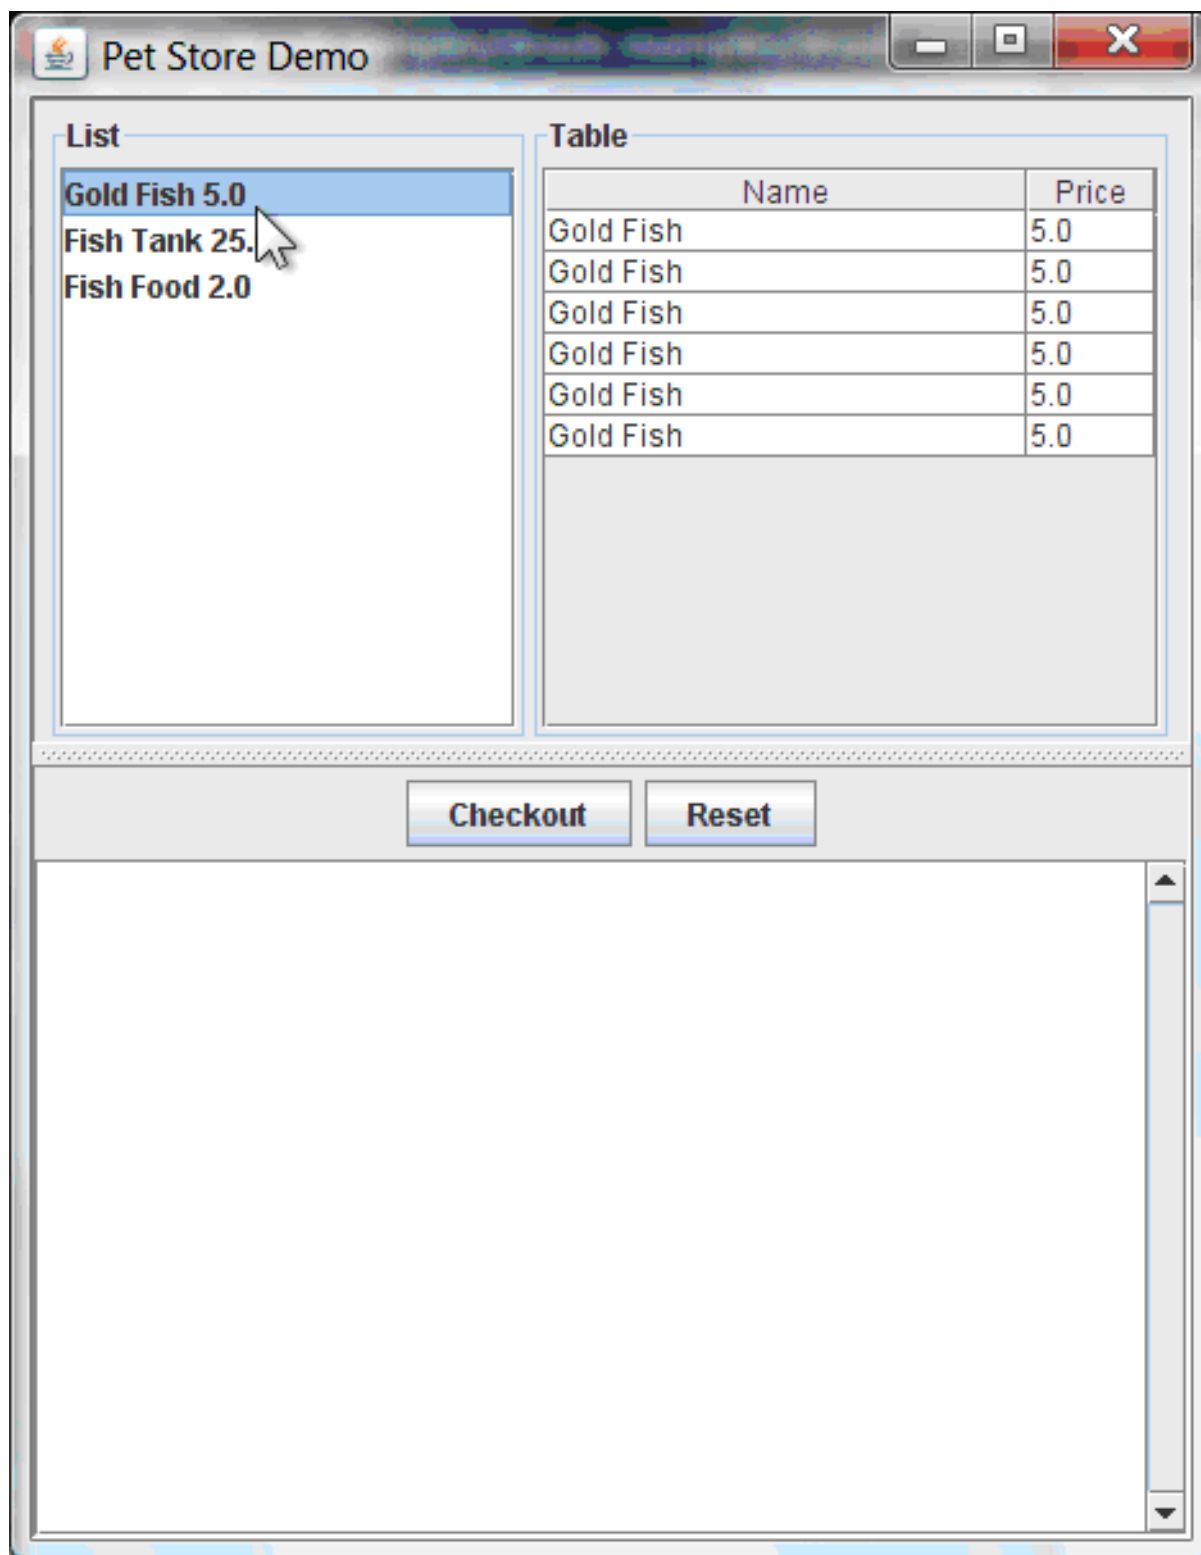 Pet Store Demo
List
Gold Fish 5.0
Fish Tank 25.
Fish Food 2.0
Table
Name Price
Gold Fish 5.0
Gold Fish 5.0
Gold Fish 5.0
Gold Fish 5.0
Gold Fish 5.0
Gold Fish 5.0
Checkout Reset